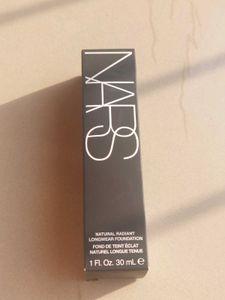 NARS
NATURAL RADIANT
LONGWEAR FOUNDATION
FOND DE TEINT ÉCLAT
NATUREL LONGUE TENUE
1 Fl. Oz. 30 mL ℮